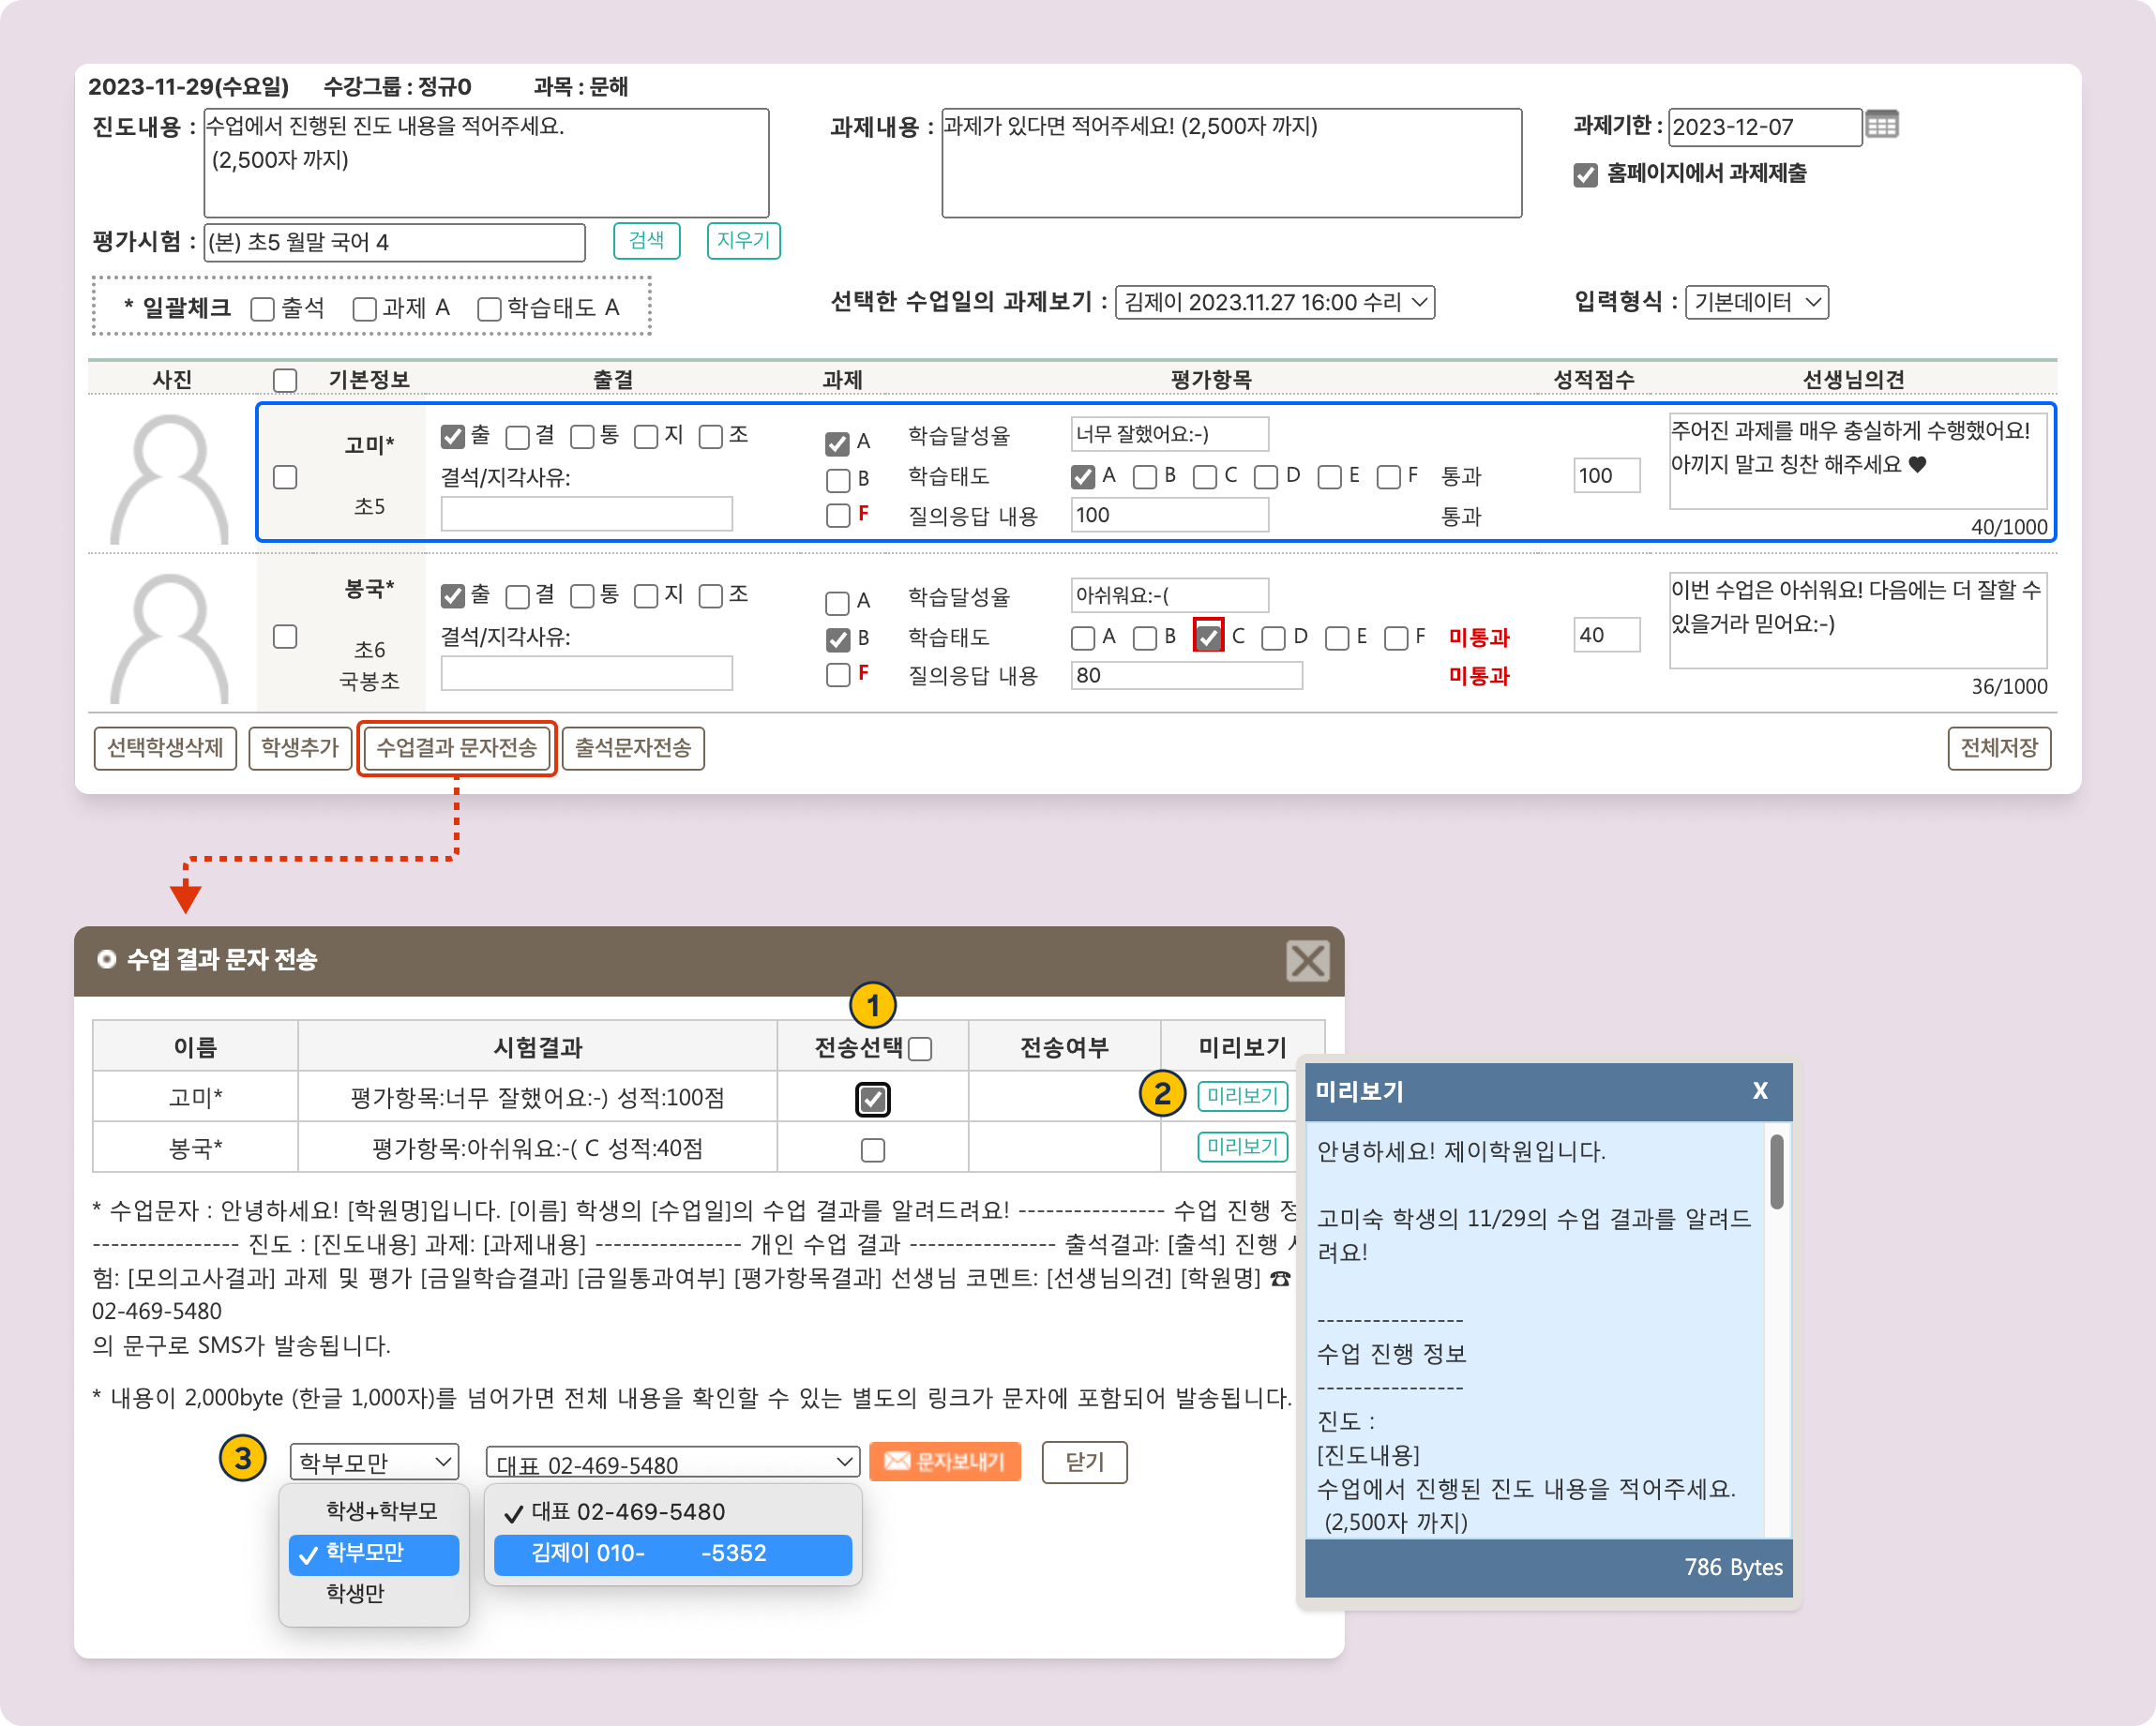 2023-11-29(수요일) 수강그룹 : 정규0 과목 : 문해
진도내용 : 수업에서 진행된 진도 내용을 적어주세요.
(2,500자 까지)
과제내용 : 과제가 있다면 적어주세요! (2,500자 까지)
과제기한 : 2023-12-07
홈페이지에서 과제제출
평가시험 : (본) 초5 월말 국어 4 검색 지우기
* 일괄체크 출석 과제 A 학습태도 A
선택한 수업일의 과제보기 : 김제이 2023.11.27 16:00 수리
입력형식 : 기본데이터
사진 기본정보 출결 과제 평가항목 성적점수 선생님의견
고미*
초5
출 결 통 지 조
결석/지각사유:
A
B
F
학습달성율 너무 잘했어요:-)
학습태도 A B C D E F 통과
질의응답 내용 100 통과
100
주어진 과제를 매우 충실하게 수행했어요!
아끼지 말고 칭찬 해주세요 ♥
40/1000
봉국*
초6
국봉초
출 결 통 지 조
결석/지각사유:
A
B
F
학습달성율 아쉬워요:-(
학습태도 A B C D E F 미통과
질의응답 내용 80 미통과
40
이번 수업은 아쉬워요! 다음에는 더 잘할 수
있을거라 믿어요:-)
36/1000
선택학생삭제 학생추가 수업결과 문자전송 출석문자전송 전체저장
수업 결과 문자 전송
1
이름 시험결과 전송선택 전송여부 미리보기
고미* 평가항목:너무 잘했어요:-) 성적:100점 2 미리보기
봉국* 평가항목:아쉬워요:-( C 성적:40점 미리보기
* 수업문자 : 안녕하세요! [학원명]입니다. [이름] 학생의 [수업일]의 수업 결과를 알려드려요! ---------------- 수업 진행 정
---------------- 진도 : [진도내용] 과제: [과제내용] ---------------- 개인 수업 결과 ---------------- 출석결과: [출석] 진행 시
험: [모의고사결과] 과제 및 평가 [금일학습결과] [금일통과여부] [평가항목결과] 선생님 코멘트: [선생님의견] [학원명] ☎
02-469-5480
의 문구로 SMS가 발송됩니다.
* 내용이 2,000byte (한글 1,000자)를 넘어가면 전체 내용을 확인할 수 있는 별도의 링크가 문자에 포함되어 발송됩니다.
3 학부모만 대표 02-469-5480 문자보내기 닫기
학생+학부모
학부모만
학생만
대표 02-469-5480
김제이 010- -5352
미리보기 X
안녕하세요! 제이학원입니다.
고미숙 학생의 11/29의 수업 결과를 알려드
려요!
----------------
수업 진행 정보
----------------
진도 :
[진도내용]
수업에서 진행된 진도 내용을 적어주세요.
(2,500자 까지)
786 Bytes